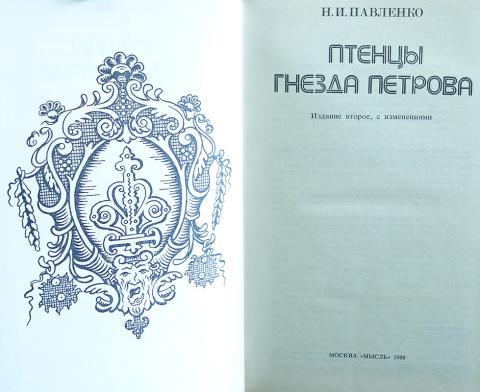 Н. И. ПАВЛЕНКО
ПТЕНЦЫ
ГНЕЗДА ПЕТРОВА
Издание второе, с изменениями
МОСКВА «МЫСЛЬ» 1988